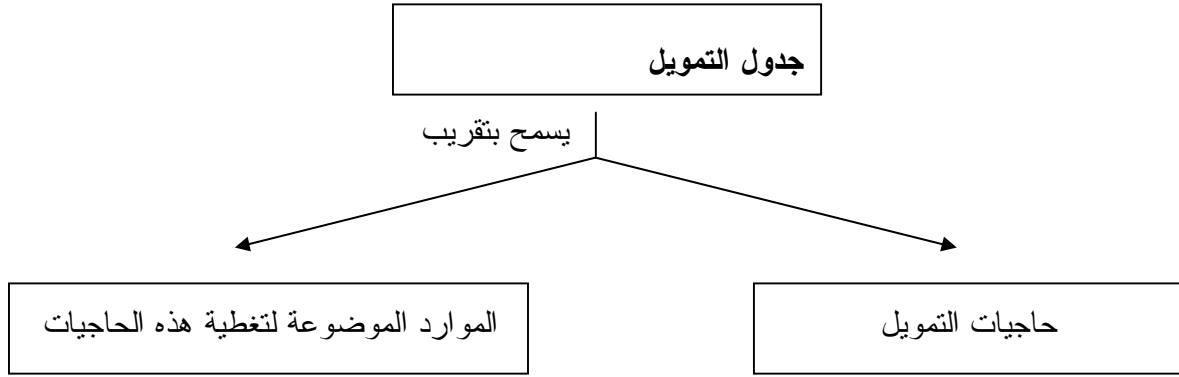 جدول التمويل
يسمح بتقريب
حاجيات التمويل
الموارد الموضوعة لتغطية هذه الحاجيات